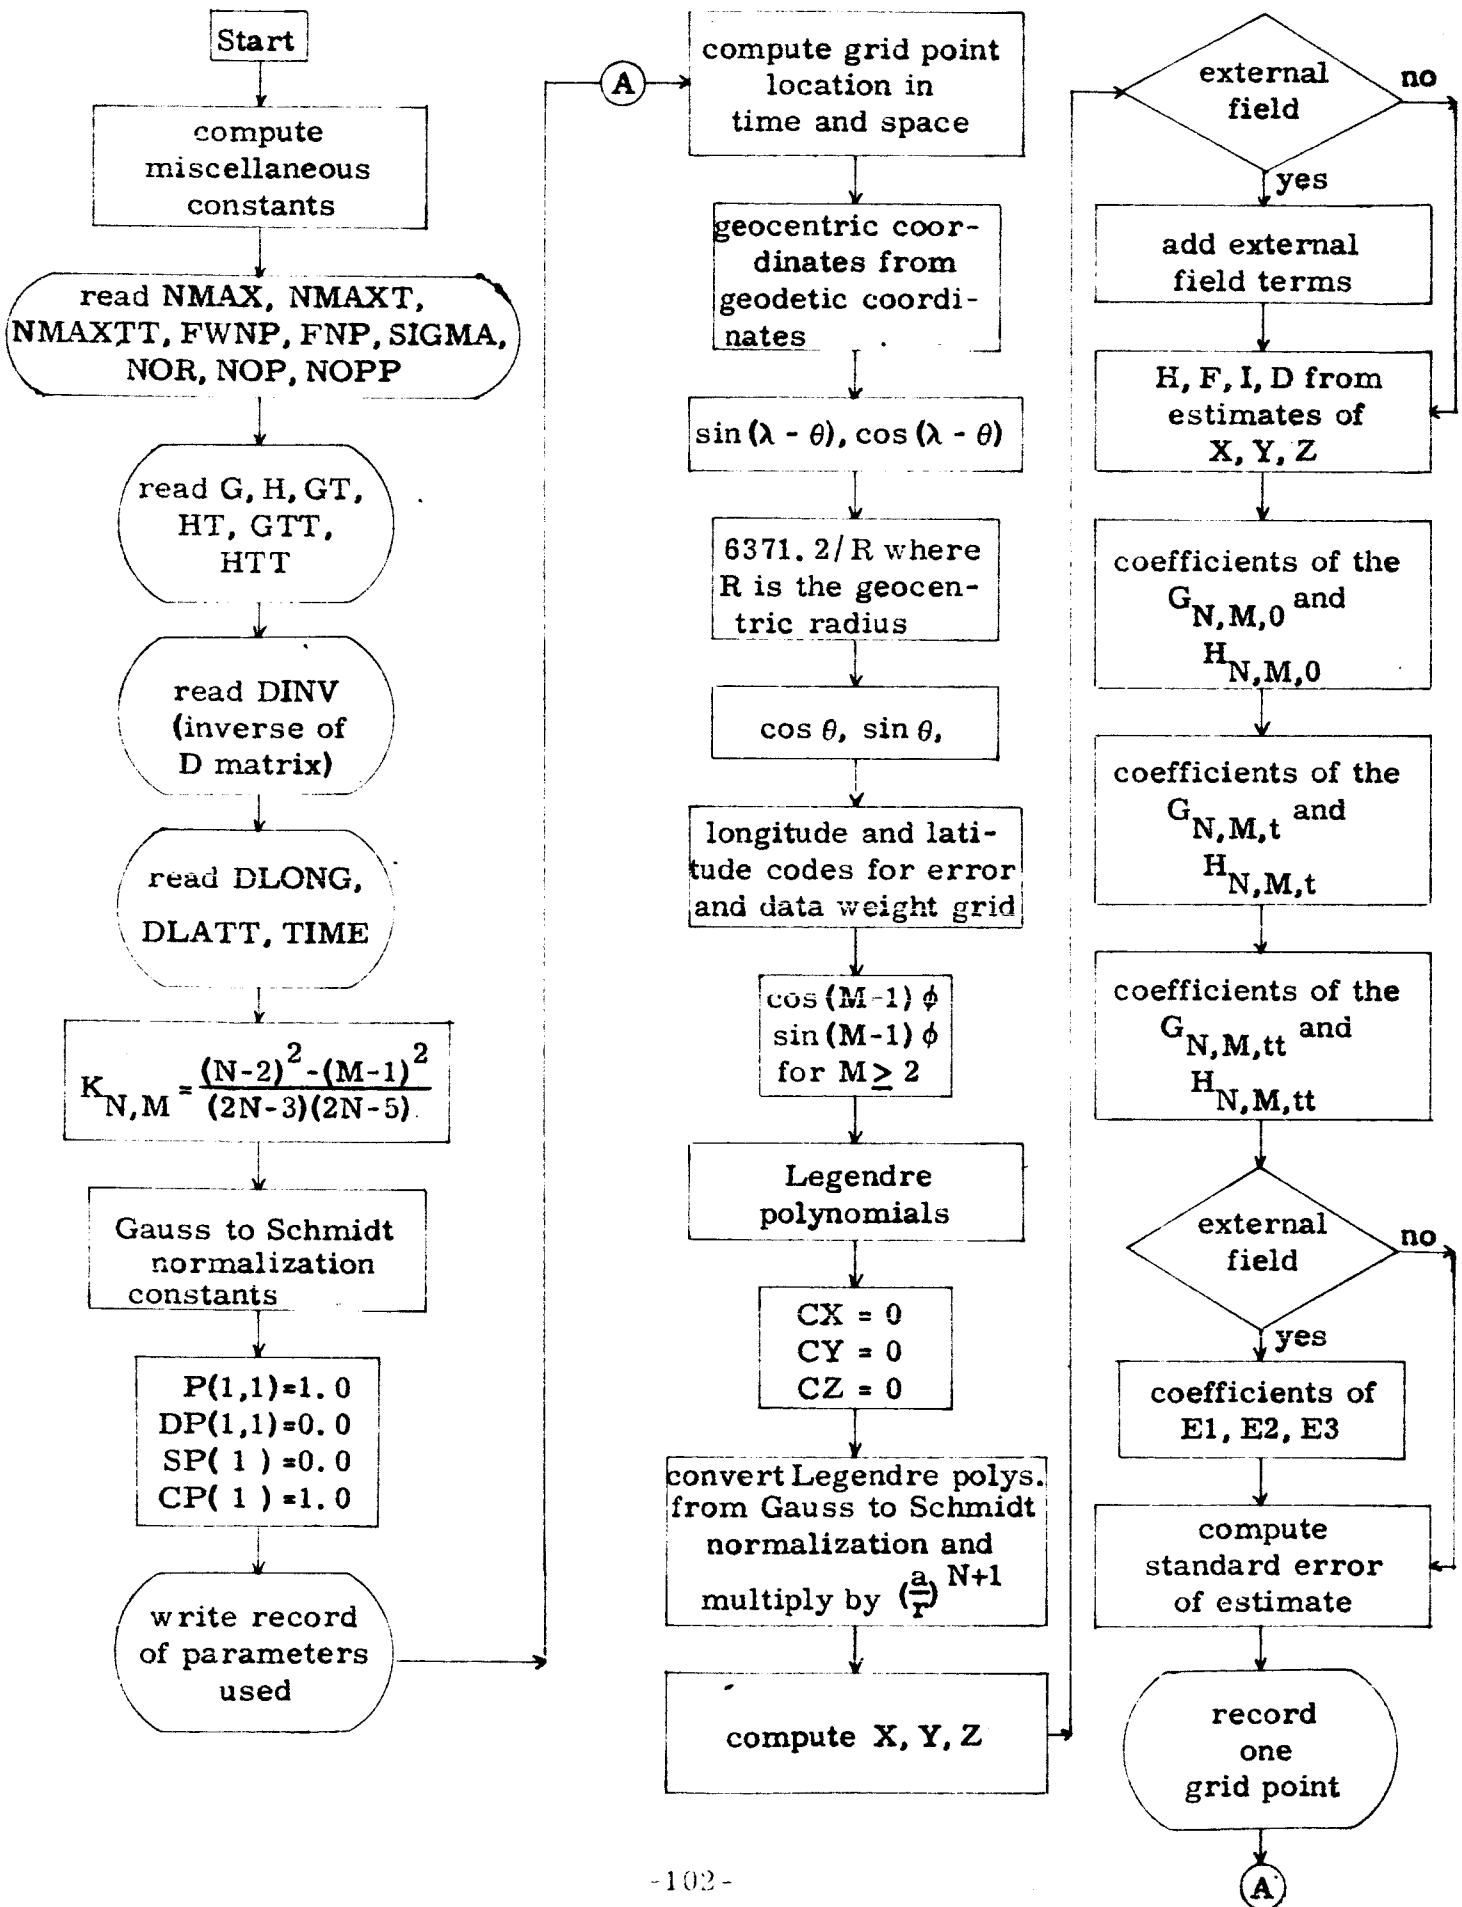 Start
compute
miscellaneous
constants
read NMAX, NMAXT,
NMAXTT, FWNP, FNP, SIGMA,
NOR, NOP, NOPP
read G, H, GT,
HT, GTT,
HTT
read DINV
(inverse of
D matrix)
read DLONG,
DLATT, TIME
K_{N,M} = \frac{(N-2)^2-(M-1)^2}{(2N-3)(2N-5)}
Gauss to Schmidt
normalization
constants
P(1,1)=1.0
DP(1,1)=0.0
SP( 1 )=0.0
CP( 1 )=1.0
write record
of parameters
used
A
compute grid point
location in
time and space
geocentric coor-
dinates from
geodetic coordi-
nates
sin (λ - θ), cos (λ - θ)
6371.2/R where
R is the geocen-
tric radius
cos θ, sin θ,
longitude and lati-
tude codes for error
and data weight grid
cos (M-1) φ
sin (M-1) φ
for M ≥ 2
Legendre
polynomials
CX = 0
CY = 0
CZ = 0
convert Legendre polys.
from Gauss to Schmidt
normalization and
multiply by (\frac{a}{r})^{N+1}
compute X, Y, Z
external
field
no
yes
add external
field terms
H, F, I, D from
estimates of
X, Y, Z
coefficients of the
G_{N,M,0} and
H_{N,M,0}
coefficients of the
G_{N,M,t} and
H_{N,M,t}
coefficients of the
G_{N,M,tt} and
H_{N,M,tt}
external
field
no
yes
coefficients of
E1, E2, E3
compute
standard error
of estimate
record
one
grid point
A
-102-